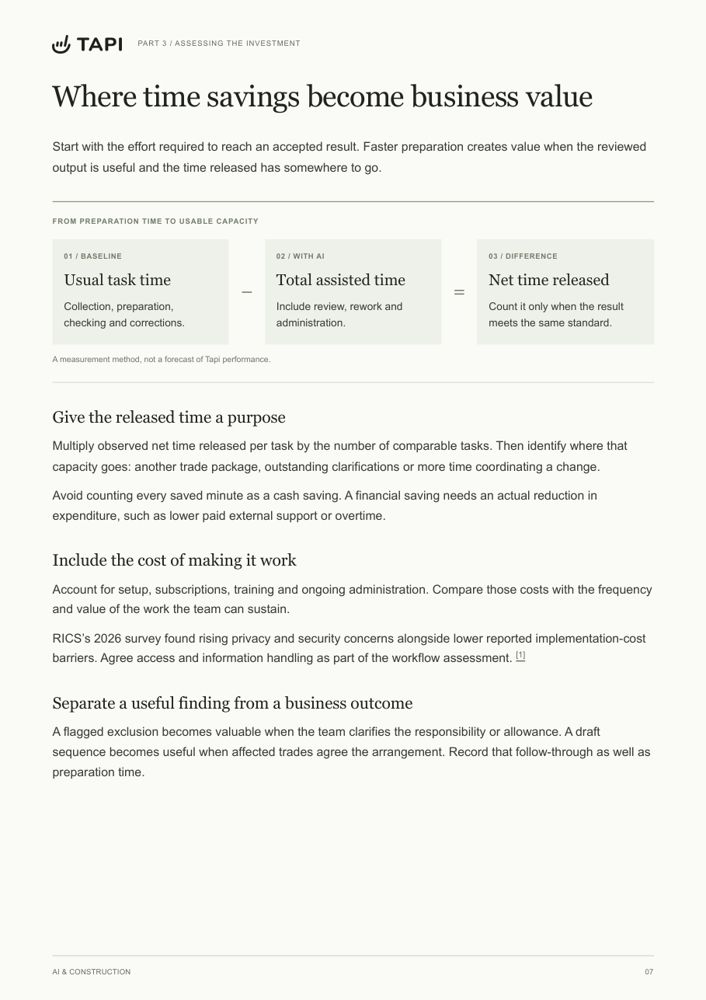 TAPI PART 3 / ASSESSING THE INVESTMENT
Where time savings become business value
Start with the effort required to reach an accepted result. Faster preparation creates value when the reviewed
output is useful and the time released has somewhere to go.
FROM PREPARATION TIME TO USABLE CAPACITY
01 / BASELINE
Usual task time
Collection, preparation,
checking and corrections.
–
02 / WITH AI
Total assisted time
Include review, rework and
administration.
=
03 / DIFFERENCE
Net time released
Count it only when the result
meets the same standard.
A measurement method, not a forecast of Tapi performance.
Give the released time a purpose
Multiply observed net time released per task by the number of comparable tasks. Then identify where that
capacity goes: another trade package, outstanding clarifications or more time coordinating a change.
Avoid counting every saved minute as a cash saving. A financial saving needs an actual reduction in
expenditure, such as lower paid external support or overtime.
Include the cost of making it work
Account for setup, subscriptions, training and ongoing administration. Compare those costs with the frequency
and value of the work the team can sustain.
RICS’s 2026 survey found rising privacy and security concerns alongside lower reported implementation-cost
barriers. Agree access and information handling as part of the workflow assessment. [1]
Separate a useful finding from a business outcome
A flagged exclusion becomes valuable when the team clarifies the responsibility or allowance. A draft
sequence becomes useful when affected trades agree the arrangement. Record that follow-through as well as
preparation time.
AI & CONSTRUCTION 07